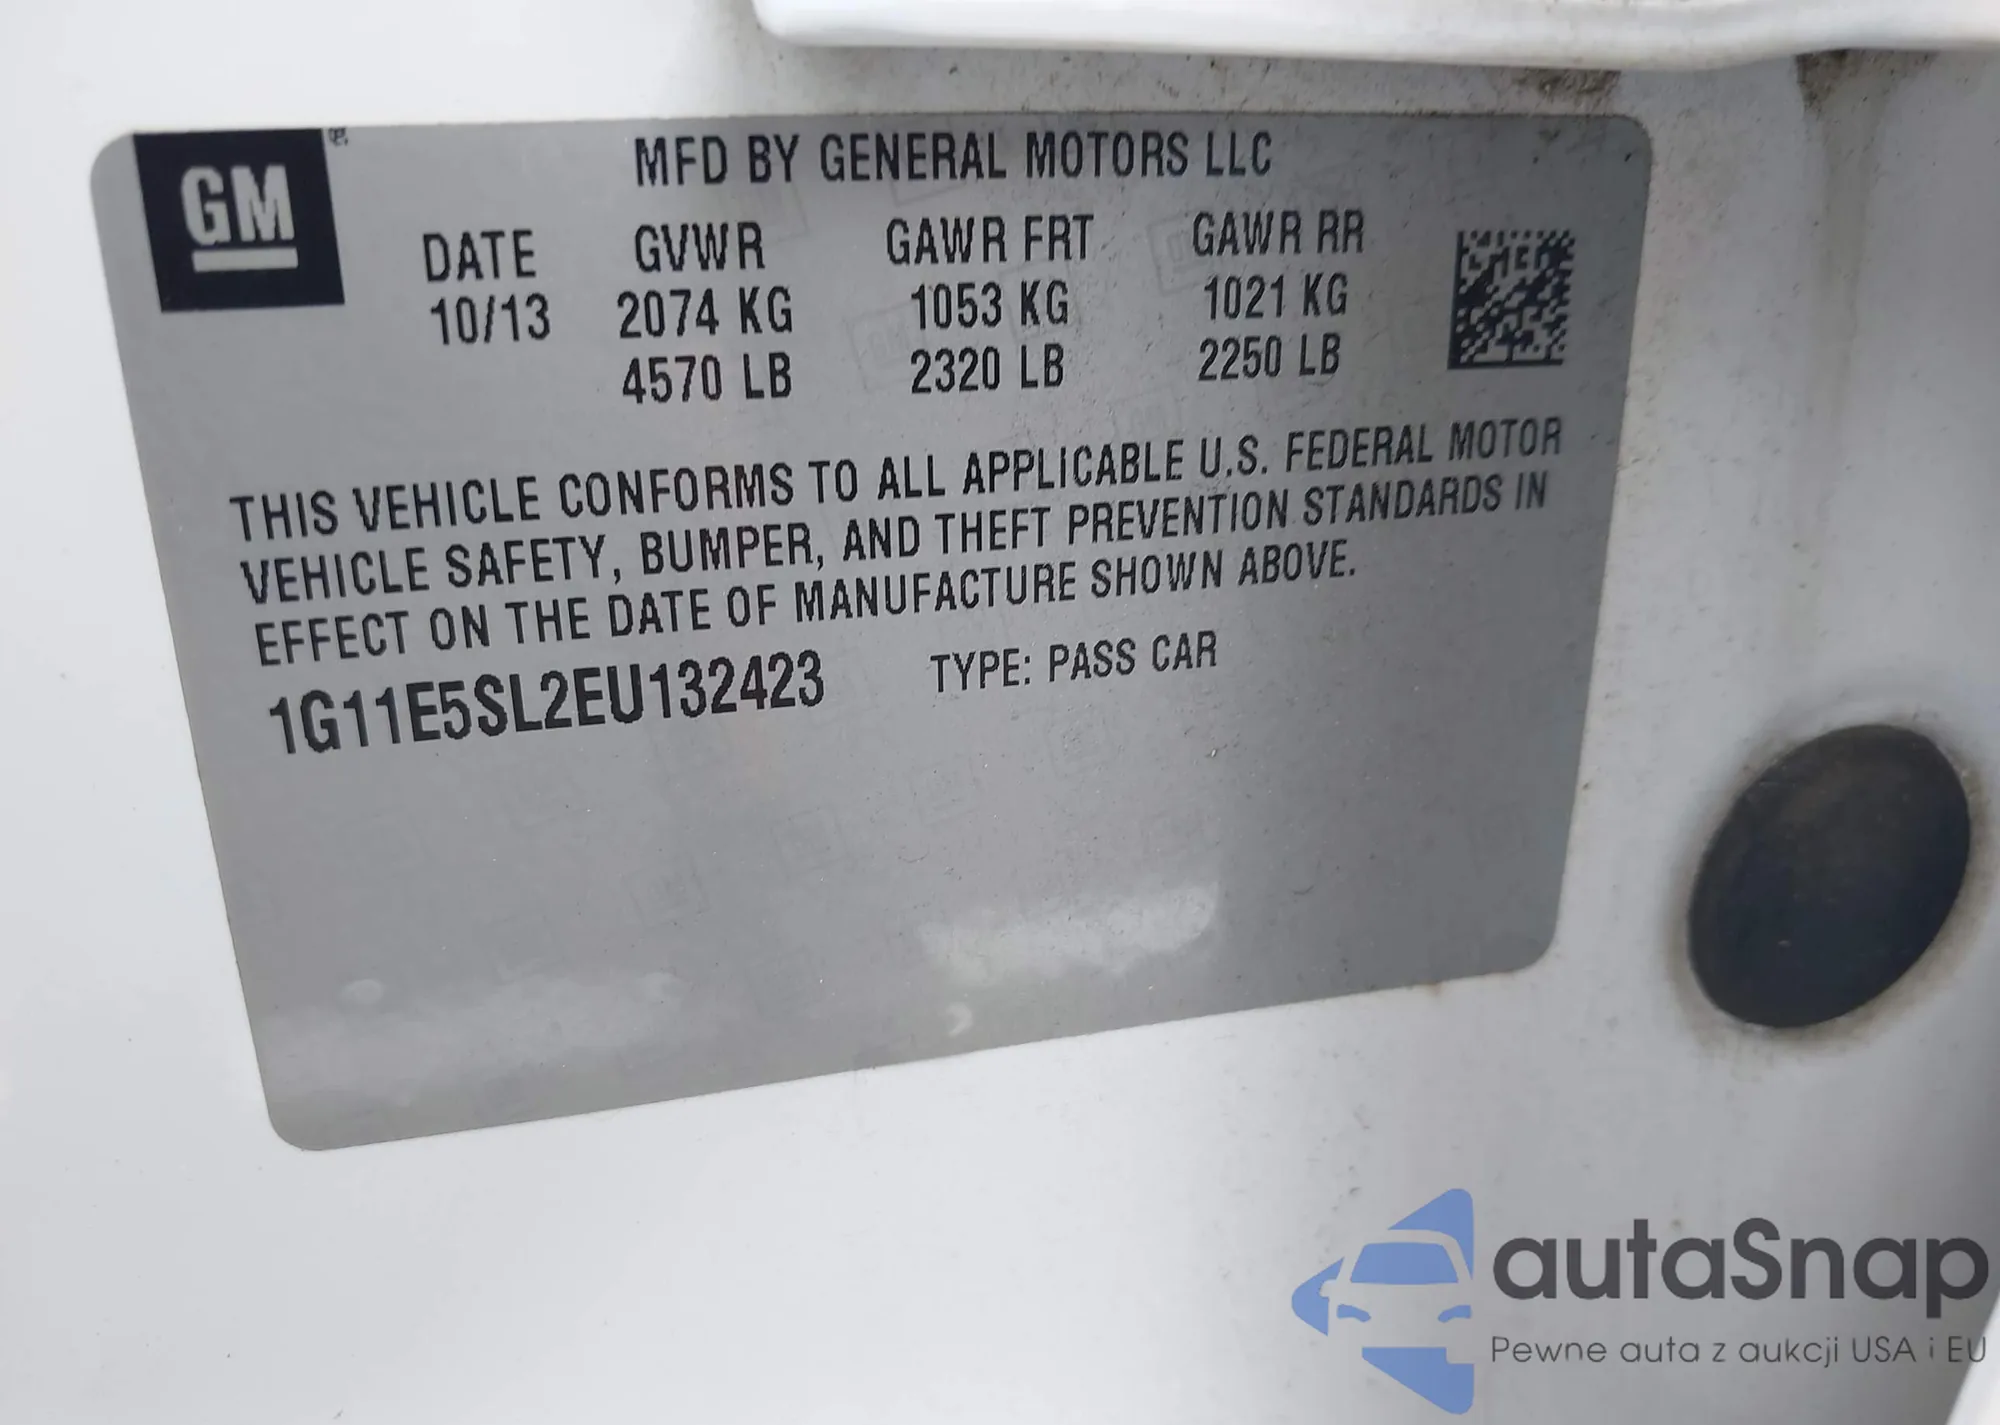 GM
MFD BY GENERAL MOTORS LLC
DATE GVWR GAWR FRT GAWR RR
10/13 2074 KG 1053 KG 1021 KG
4570 LB 2320 LB 2250 LB
THIS VEHICLE CONFORMS TO ALL APPLICABLE U.S. FEDERAL MOTOR
VEHICLE SAFETY, BUMPER, AND THEFT PREVENTION STANDARDS IN
EFFECT ON THE DATE OF MANUFACTURE SHOWN ABOVE.
1G11E5SL2EU132423 TYPE: PASS CAR
autaSnap
Pewne auta z aukcji USA i EU